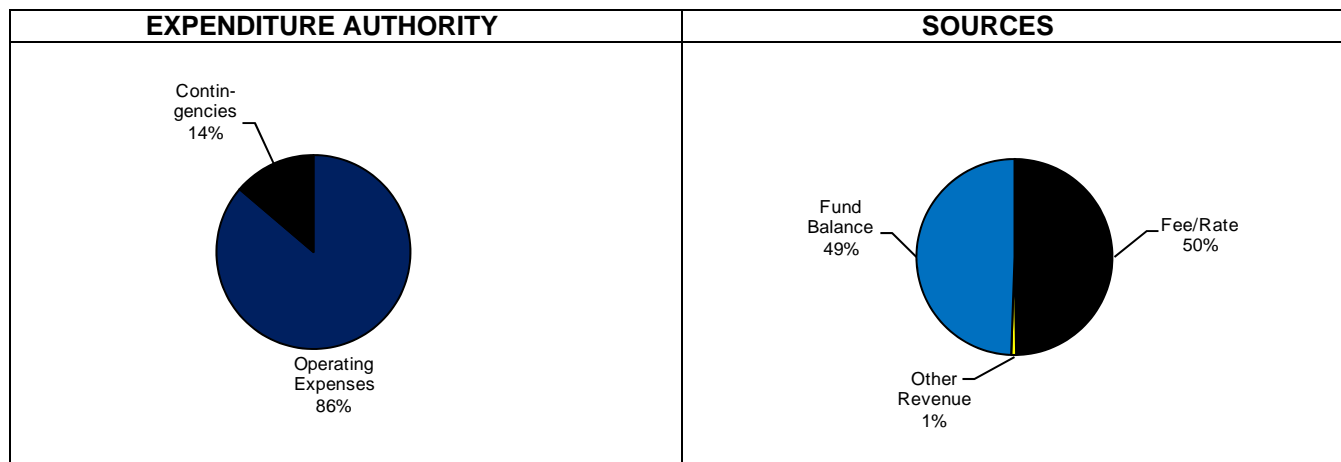 EXPENDITURE AUTHORITY
SOURCES
Contin-
gencies
14%
Operating
Expenses
86%
Fund
Balance
49%
Fee/Rate
50%
Other
Revenue
1%